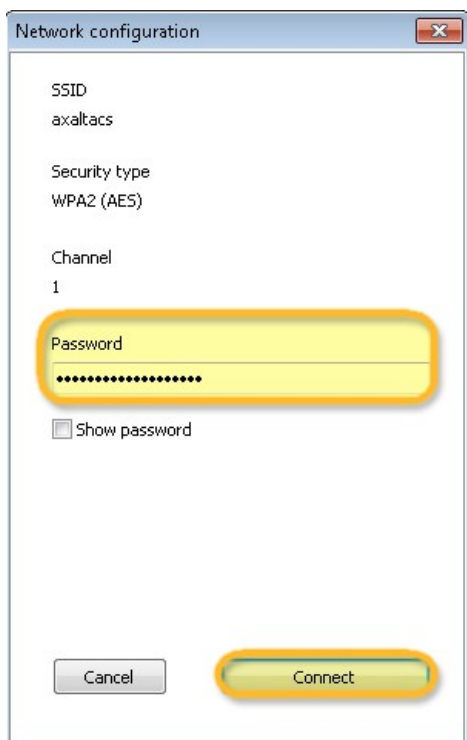 Network configuration
SSID
axaltacs
Security type
WPA2 (AES)
Channel
1
Password
•••••••••••••••••••
Show password
Cancel
Connect